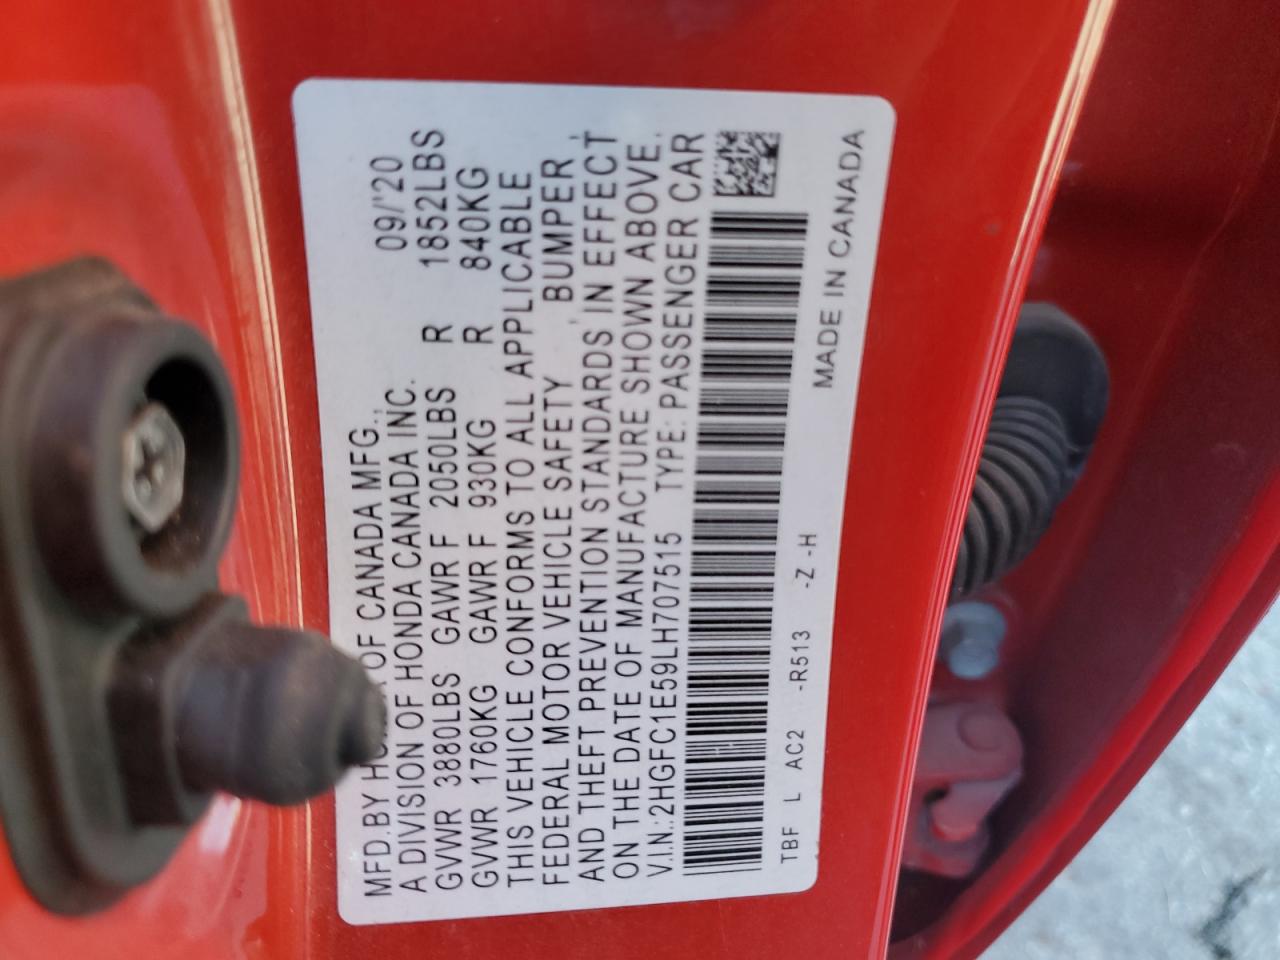 MFD.BY H OF CANADA MFG., 09/'20
A DIVISION OF HONDA CANADA INC.
GVWR 3880LBS GAWR F 2050LBS R 1852LBS
GVWR 1760KG GAWR F 930KG R 840KG
THIS VEHICLE CONFORMS TO ALL APPLICABLE
FEDERAL MOTOR VEHICLE SAFETY, BUMPER,
AND THEFT PREVENTION STANDARDS IN EFFECT
ON THE DATE OF MANUFACTURE SHOWN ABOVE.
V.I.N.:2HGFC1E59LH707515 TYPE: PASSENGER CAR
TBF L AC2 -R513 -Z -H MADE IN CANADA